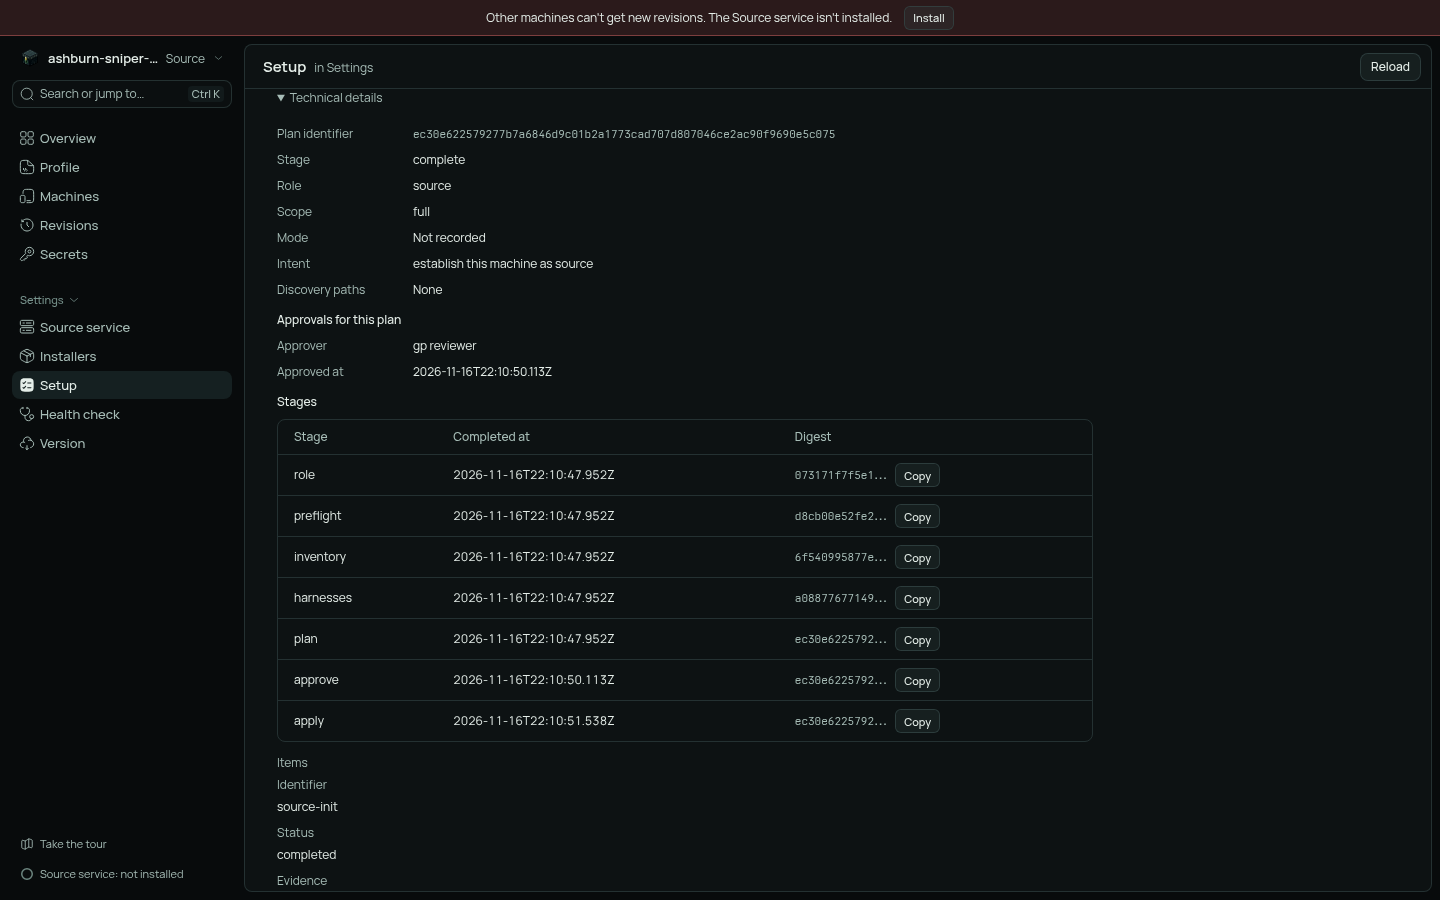 Other machines can't get new revisions. The Source service isn't installed. Install
ashburn-sniper-... Source
Search or jump to... Ctrl K
Overview
Profile
Machines
Revisions
Secrets
Settings
Source service
Installers
Setup
Health check
Version
Take the tour
Source service: not installed
Setup in Settings Reload
Technical details
Plan identifier ec30e622579277b7a6846d9c01b2a1773cad707d807046ce2ac90f9690e5c075
Stage complete
Role source
Scope full
Mode Not recorded
Intent establish this machine as source
Discovery paths None
Approvals for this plan
Approver gp reviewer
Approved at 2026-11-16T22:10:50.113Z
Stages
Stage Completed at Digest
role 2026-11-16T22:10:47.952Z 073171f7f5e1... Copy
preflight 2026-11-16T22:10:47.952Z d8cb00e52fe2... Copy
inventory 2026-11-16T22:10:47.952Z 6f540995877e... Copy
harnesses 2026-11-16T22:10:47.952Z a08877677149... Copy
plan 2026-11-16T22:10:47.952Z ec30e6225792... Copy
approve 2026-11-16T22:10:50.113Z ec30e6225792... Copy
apply 2026-11-16T22:10:51.538Z ec30e6225792... Copy
Items
Identifier
source-init
Status
completed
Evidence